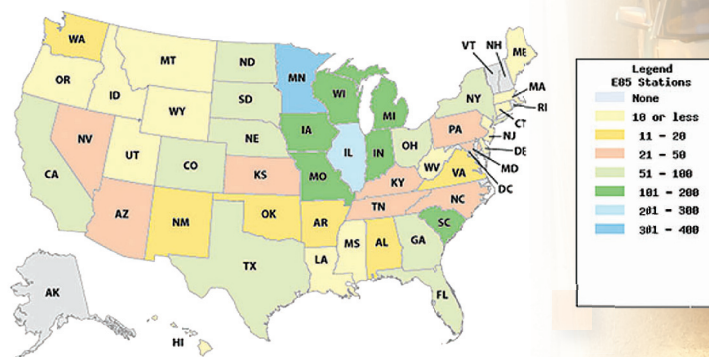 WA
MT
ND
MN
VT
NH
ME
OR
ID
WY
SD
WI
MI
NY
MA
RI
CT
NV
UT
NE
IA
IL
IN
OH
PA
NJ
DE
MD
DC
CA
CO
KS
MO
KY
WV
VA
AZ
NM
OK
AR
TN
NC
SC
TX
LA
MS
AL
GA
FL
AK
HI
Legend
E85 Stations
None
10 or less
11 - 20
21 - 50
51 - 100
101 - 200
201 - 300
301 - 400